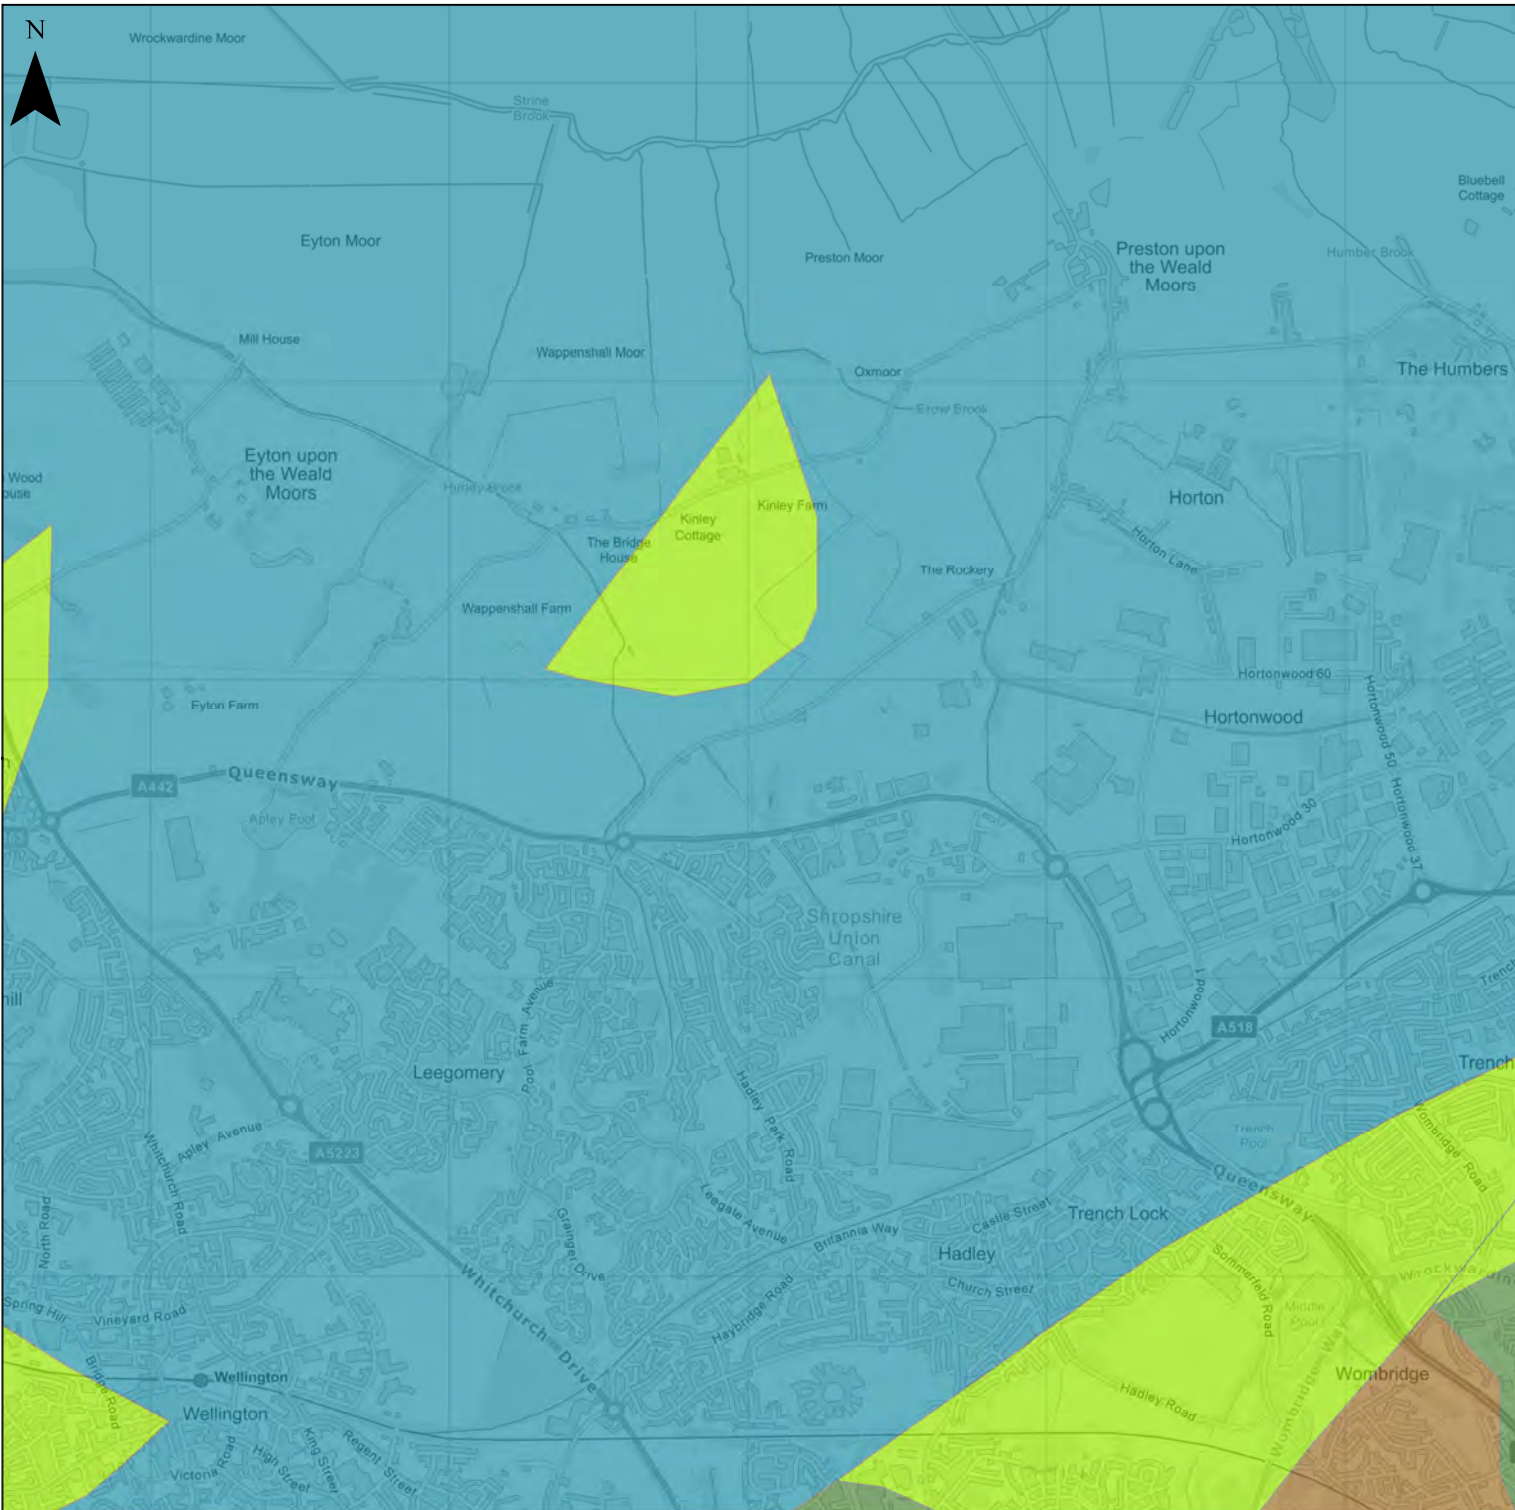 N
Wrockwardine Moor
Strine
Brook
Bluebell
Cottage
Eyton Moor
Preston Moor
Preston upon
the Weald
Moors
Humber Brook
Mill House
Wappenshall Moor
Oxmoor
The Humbers
Crow Brook
Eyton upon
the Weald
Moors
Wood
Hurley Brook
Kinley
Cottage
Kinley Farm
Horton
The Bridge
House
Horton Lane
The Rockery
Wappenshall Farm
Hortonwood 60
Eyton Farm
Hortonwood
Hortonwood 50
A442
Queensway
Apley Pool
Hortonwood 30
Hortonwood 37
Shropshire
Union
Canal
Pool Farm Avenue
Hortonwood 1
Trench
A518
Leegomery
Trench
Hadley Park Road
Apley Avenue
Whitchurch Road
A5223
Trench
Pool
Wombridge Road
Queensway
North Road
Leegate Avenue
Grainger Drive
Britannia Way
Castle Street
Trench Lock
Hadley
Church Street
Sommerfeld Road
Spring Hill
Vineyard Road
Whitchurch Drive
Haybridge Road
Middle
Pool
Wombridge Way
Wombridge
Bridge Road
Wellington
Wellington
Hadley Road
Victoria Road
High Street
King Street
Regent Street